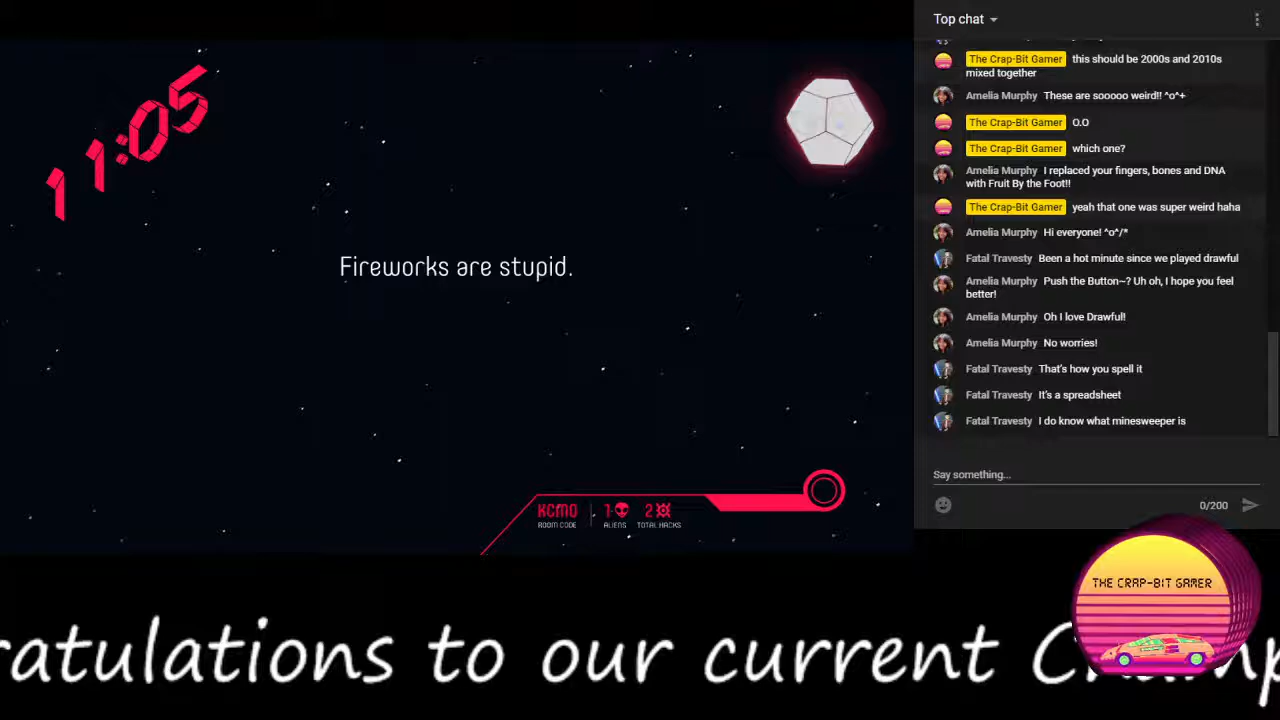 11:05
Fireworks are stupid.
KCMO
ROOM CODE
1
ALIENS
2
TOTAL HACKS
Top chat
The Crap-Bit Gamer this should be 2000s and 2010s
mixed together
Amelia Murphy These are sooooo weird!! ^o^+
The Crap-Bit Gamer O.O
The Crap-Bit Gamer which one?
Amelia Murphy I replaced your fingers, bones and DNA
with Fruit By the Foot!!
The Crap-Bit Gamer yeah that one was super weird haha
Amelia Murphy Hi everyone! ^o^/*
Fatal Travesty Been a hot minute since we played drawful
Amelia Murphy Push the Button~? Uh oh, I hope you feel
better!
Amelia Murphy Oh I love Drawful!
Amelia Murphy No worries!
Fatal Travesty That's how you spell it
Fatal Travesty It's a spreadsheet
Fatal Travesty I do know what minesweeper is
Say something...
0/200
THE CRAP-BIT GAMER
ratulations to our current